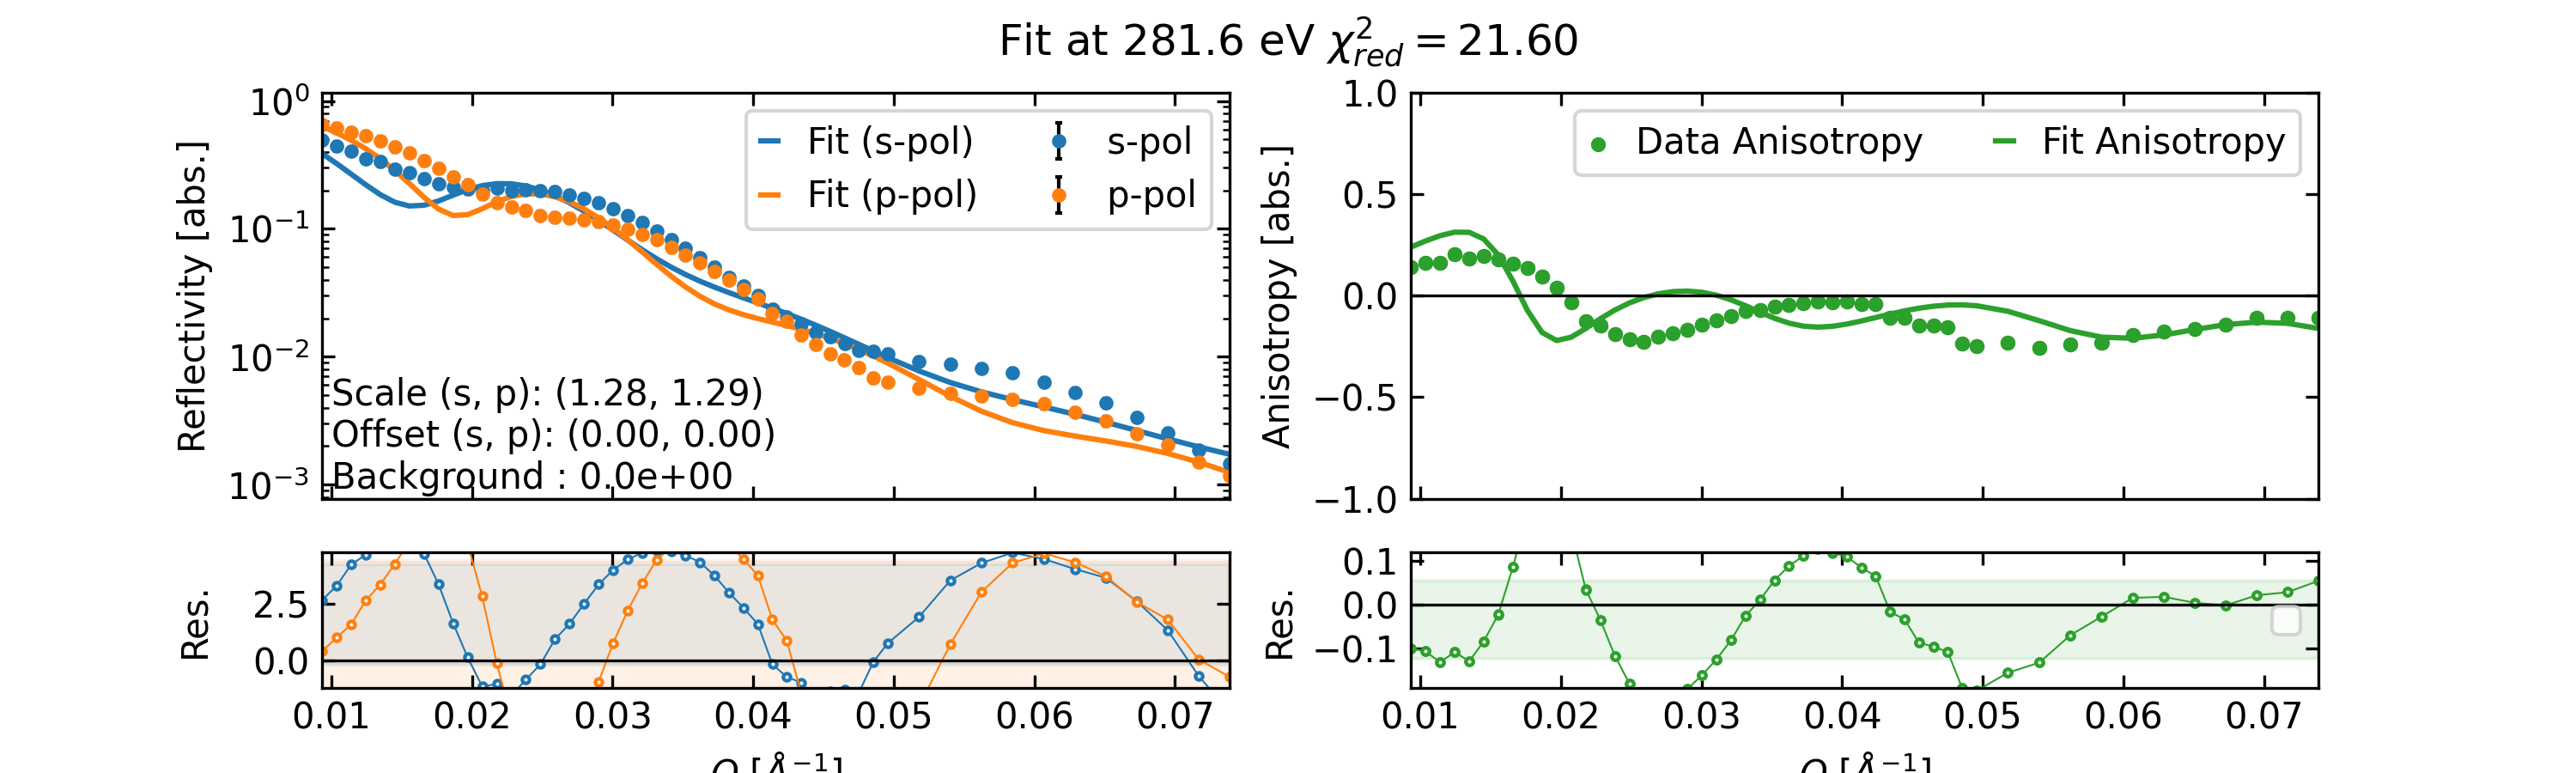 Fit at 281.6 eV χ²_red = 21.60
Reflectivity [abs.]
10⁰
10⁻¹
10⁻²
10⁻³
Fit (s-pol)
Fit (p-pol)
s-pol
p-pol
Scale (s, p): (1.28, 1.29)
Offset (s, p): (0.00, 0.00)
Background : 0.0e+00
Anisotropy [abs.]
1.0
0.5
0.0
−0.5
−1.0
Data Anisotropy
Fit Anisotropy
Res.
2.5
0.0
0.01 0.02 0.03 0.04 0.05 0.06 0.07
Q [Å⁻¹]
Res.
0.1
0.0
−0.1
0.01 0.02 0.03 0.04 0.05 0.06 0.07
Q [Å⁻¹]